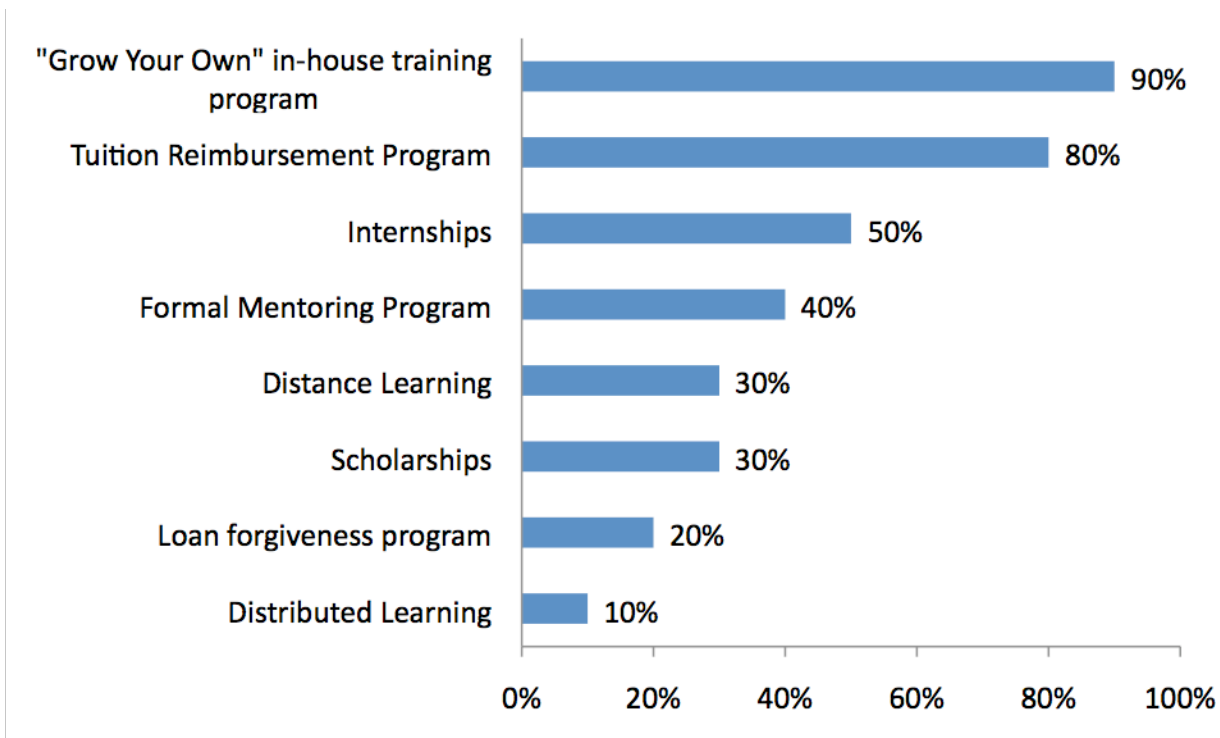 "Grow Your Own" in-house training
program
90%
Tuition Reimbursement Program
80%
Internships
50%
Formal Mentoring Program
40%
Distance Learning
30%
Scholarships
30%
Loan forgiveness program
20%
Distributed Learning
10%
0%
20%
40%
60%
80%
100%